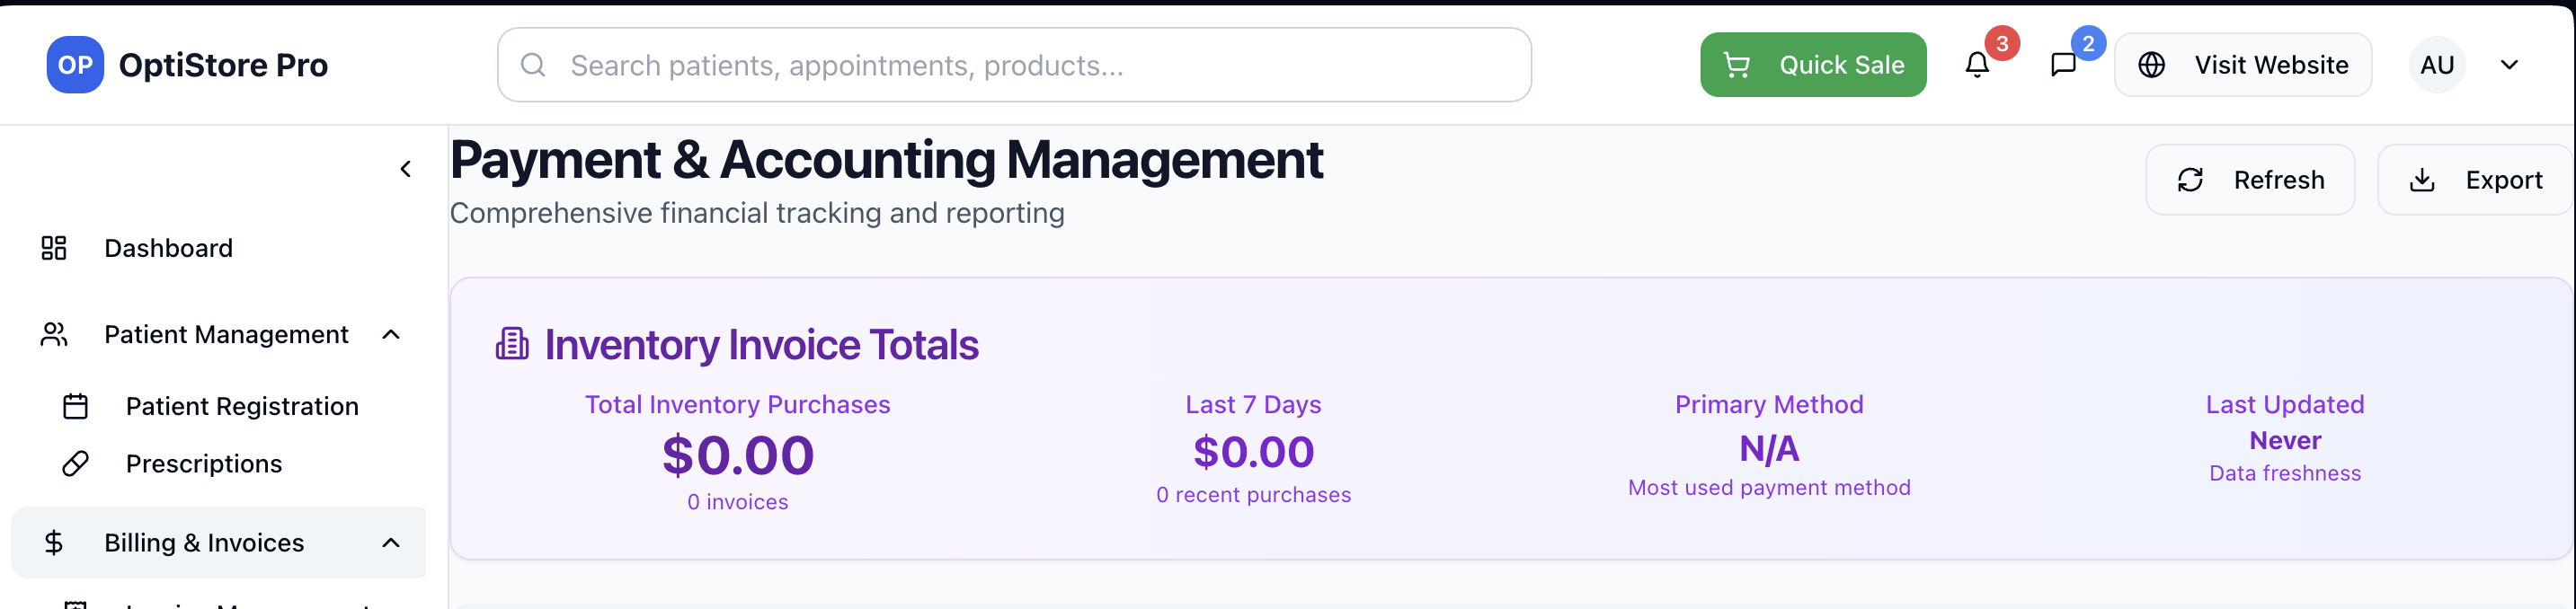 OP OptiStore Pro
Search patients, appointments, products...
Quick Sale
3
2
Visit Website
AU
Payment & Accounting Management
Comprehensive financial tracking and reporting
Refresh
Export
Dashboard
Patient Management
Patient Registration
Prescriptions
Billing & Invoices
Inventory Invoice Totals
Total Inventory Purchases
$0.00
0 invoices
Last 7 Days
$0.00
0 recent purchases
Primary Method
N/A
Most used payment method
Last Updated
Never
Data freshness